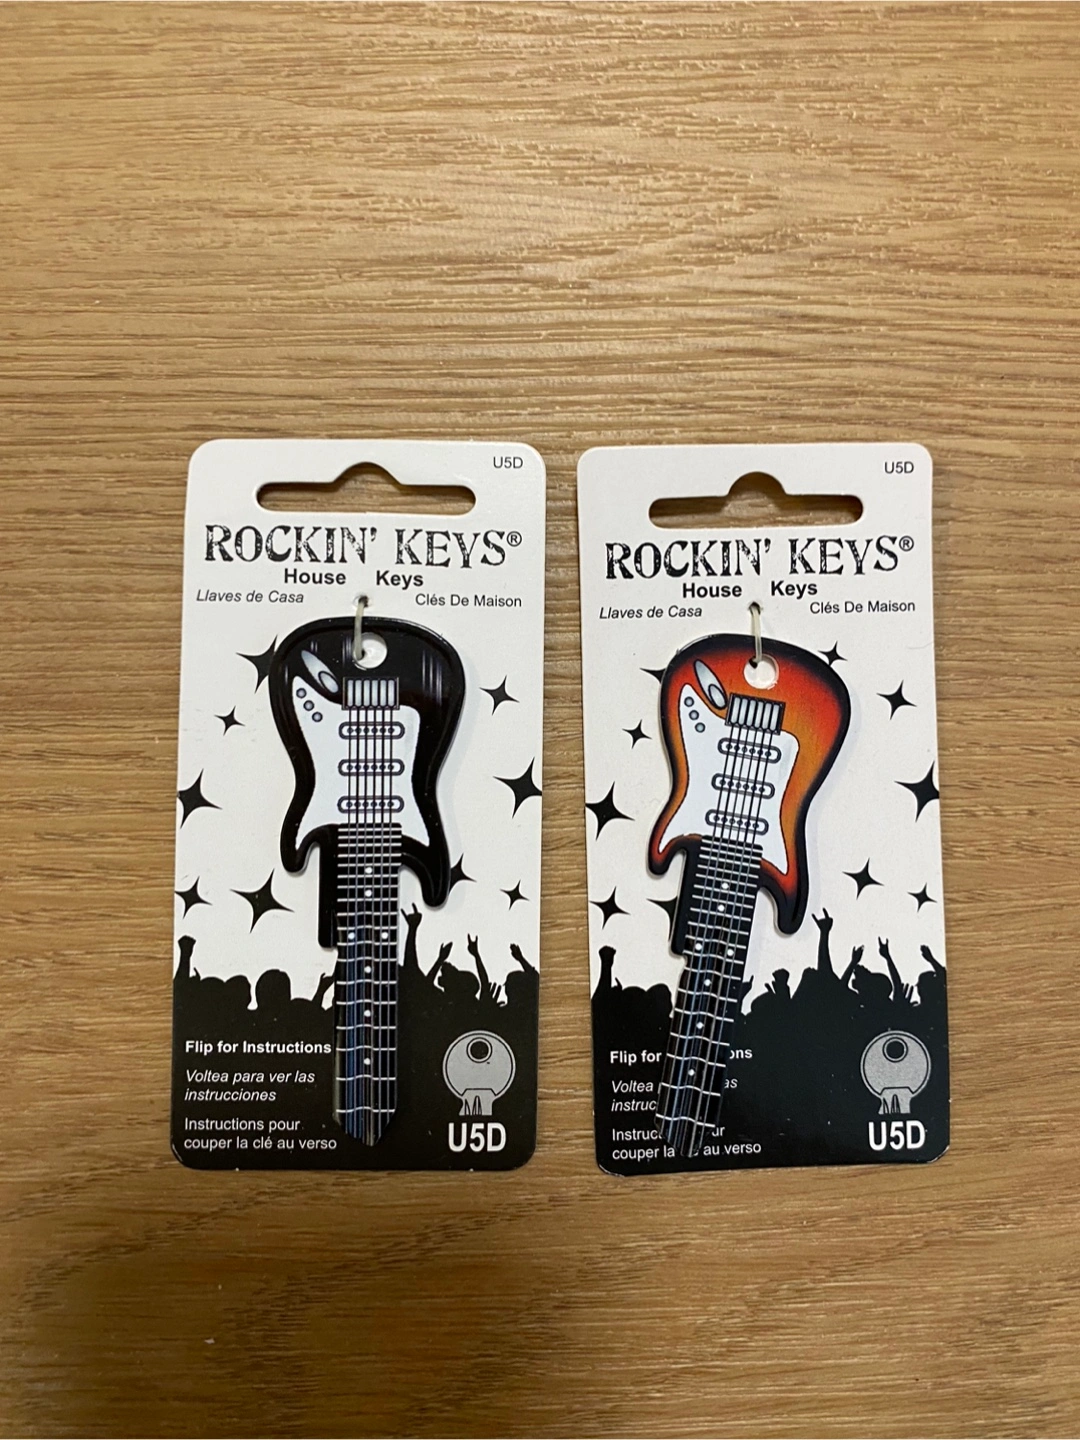 U5D
ROCKIN' KEYS®
House Keys
Llaves de Casa
Clés De Maison
Flip for Instructions
Voltea para ver las
instrucciones
Instructions pour
couper la clé au verso
U5D
U5D
ROCKIN' KEYS®
House Keys
Llaves de Casa
Clés De Maison
Flip for
Voltea
couper la au verso
U5D